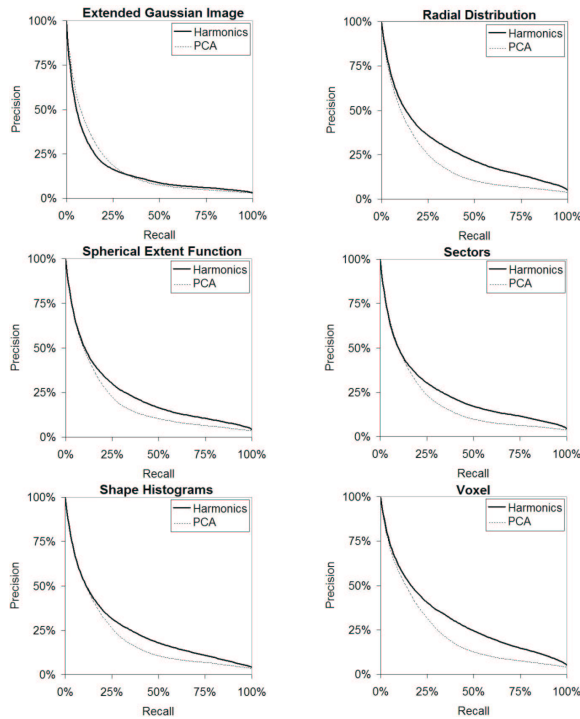 Extended Gaussian Image
100%
75%
50%
25%
0%
Precision
Harmonics
PCA
0% 25% 50% 75% 100%
Recall
Radial Distribution
100%
75%
50%
25%
0%
Precision
Harmonics
PCA
0% 25% 50% 75% 100%
Recall
Spherical Extent Function
100%
75%
50%
25%
0%
Precision
Harmonics
PCA
0% 25% 50% 75% 100%
Recall
Sectors
100%
75%
50%
25%
0%
Precision
Harmonics
PCA
0% 25% 50% 75% 100%
Recall
Shape Histograms
100%
75%
50%
25%
0%
Precision
Harmonics
PCA
0% 25% 50% 75% 100%
Recall
Voxel
100%
75%
50%
25%
0%
Precision
Harmonics
PCA
0% 25% 50% 75% 100%
Recall